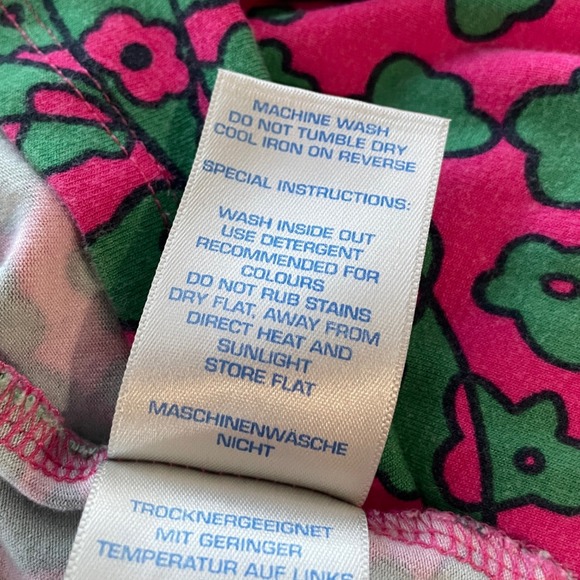 MACHINE WASH
DO NOT TUMBLE DRY
COOL IRON ON REVERSE
SPECIAL INSTRUCTIONS:
WASH INSIDE OUT
USE DETERGENT
RECOMMENDED FOR
COLOURS
DO NOT RUB STAINS
DRY FLAT, AWAY FROM
DIRECT HEAT AND
SUNLIGHT
STORE FLAT
MASCHINENWÄSCHE
NICHT
TROCKNERGEEIGNET
MIT GERINGER
TEMPERATUR AUF LINKS